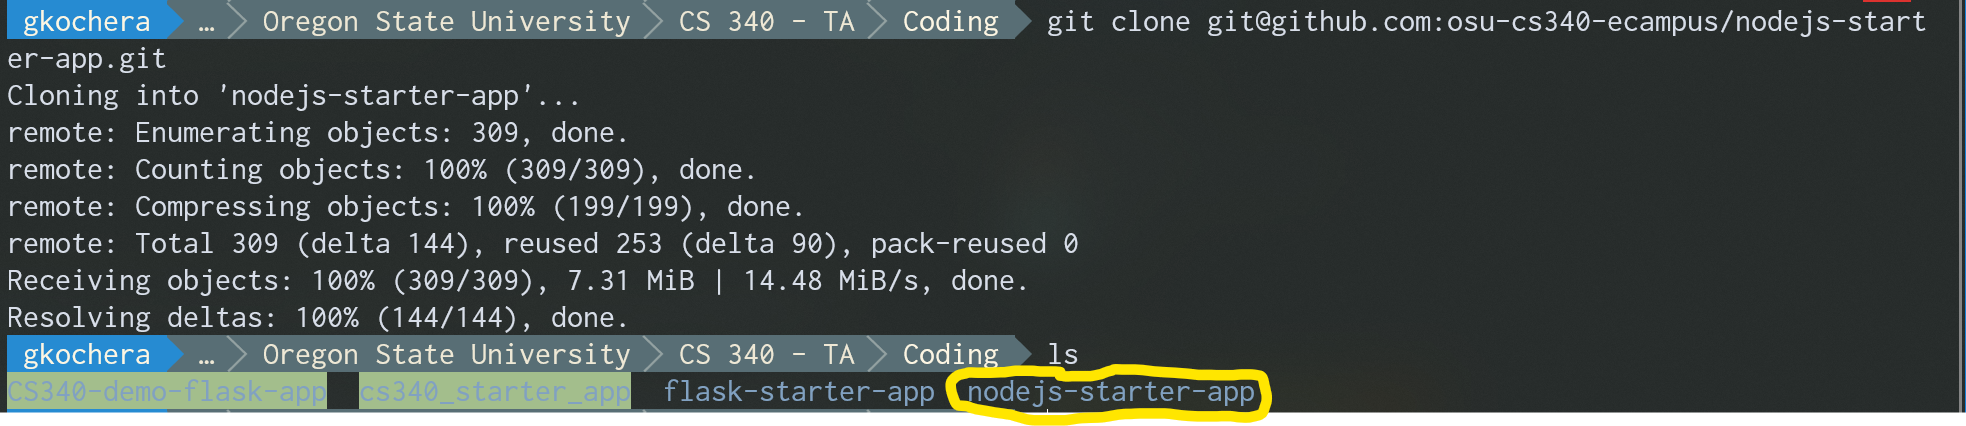 gkochera … Oregon State University CS 340 - TA Coding git clone git@github.com:osu-cs340-ecampus/nodejs-start
er-app.git
Cloning into 'nodejs-starter-app'...
remote: Enumerating objects: 309, done.
remote: Counting objects: 100% (309/309), done.
remote: Compressing objects: 100% (199/199), done.
remote: Total 309 (delta 144), reused 253 (delta 90), pack-reused 0
Receiving objects: 100% (309/309), 7.31 MiB | 14.48 MiB/s, done.
Resolving deltas: 100% (144/144), done.
gkochera … Oregon State University CS 340 - TA Coding ls
CS340-demo-flask-app cs340_starter_app flask-starter-app nodejs-starter-app